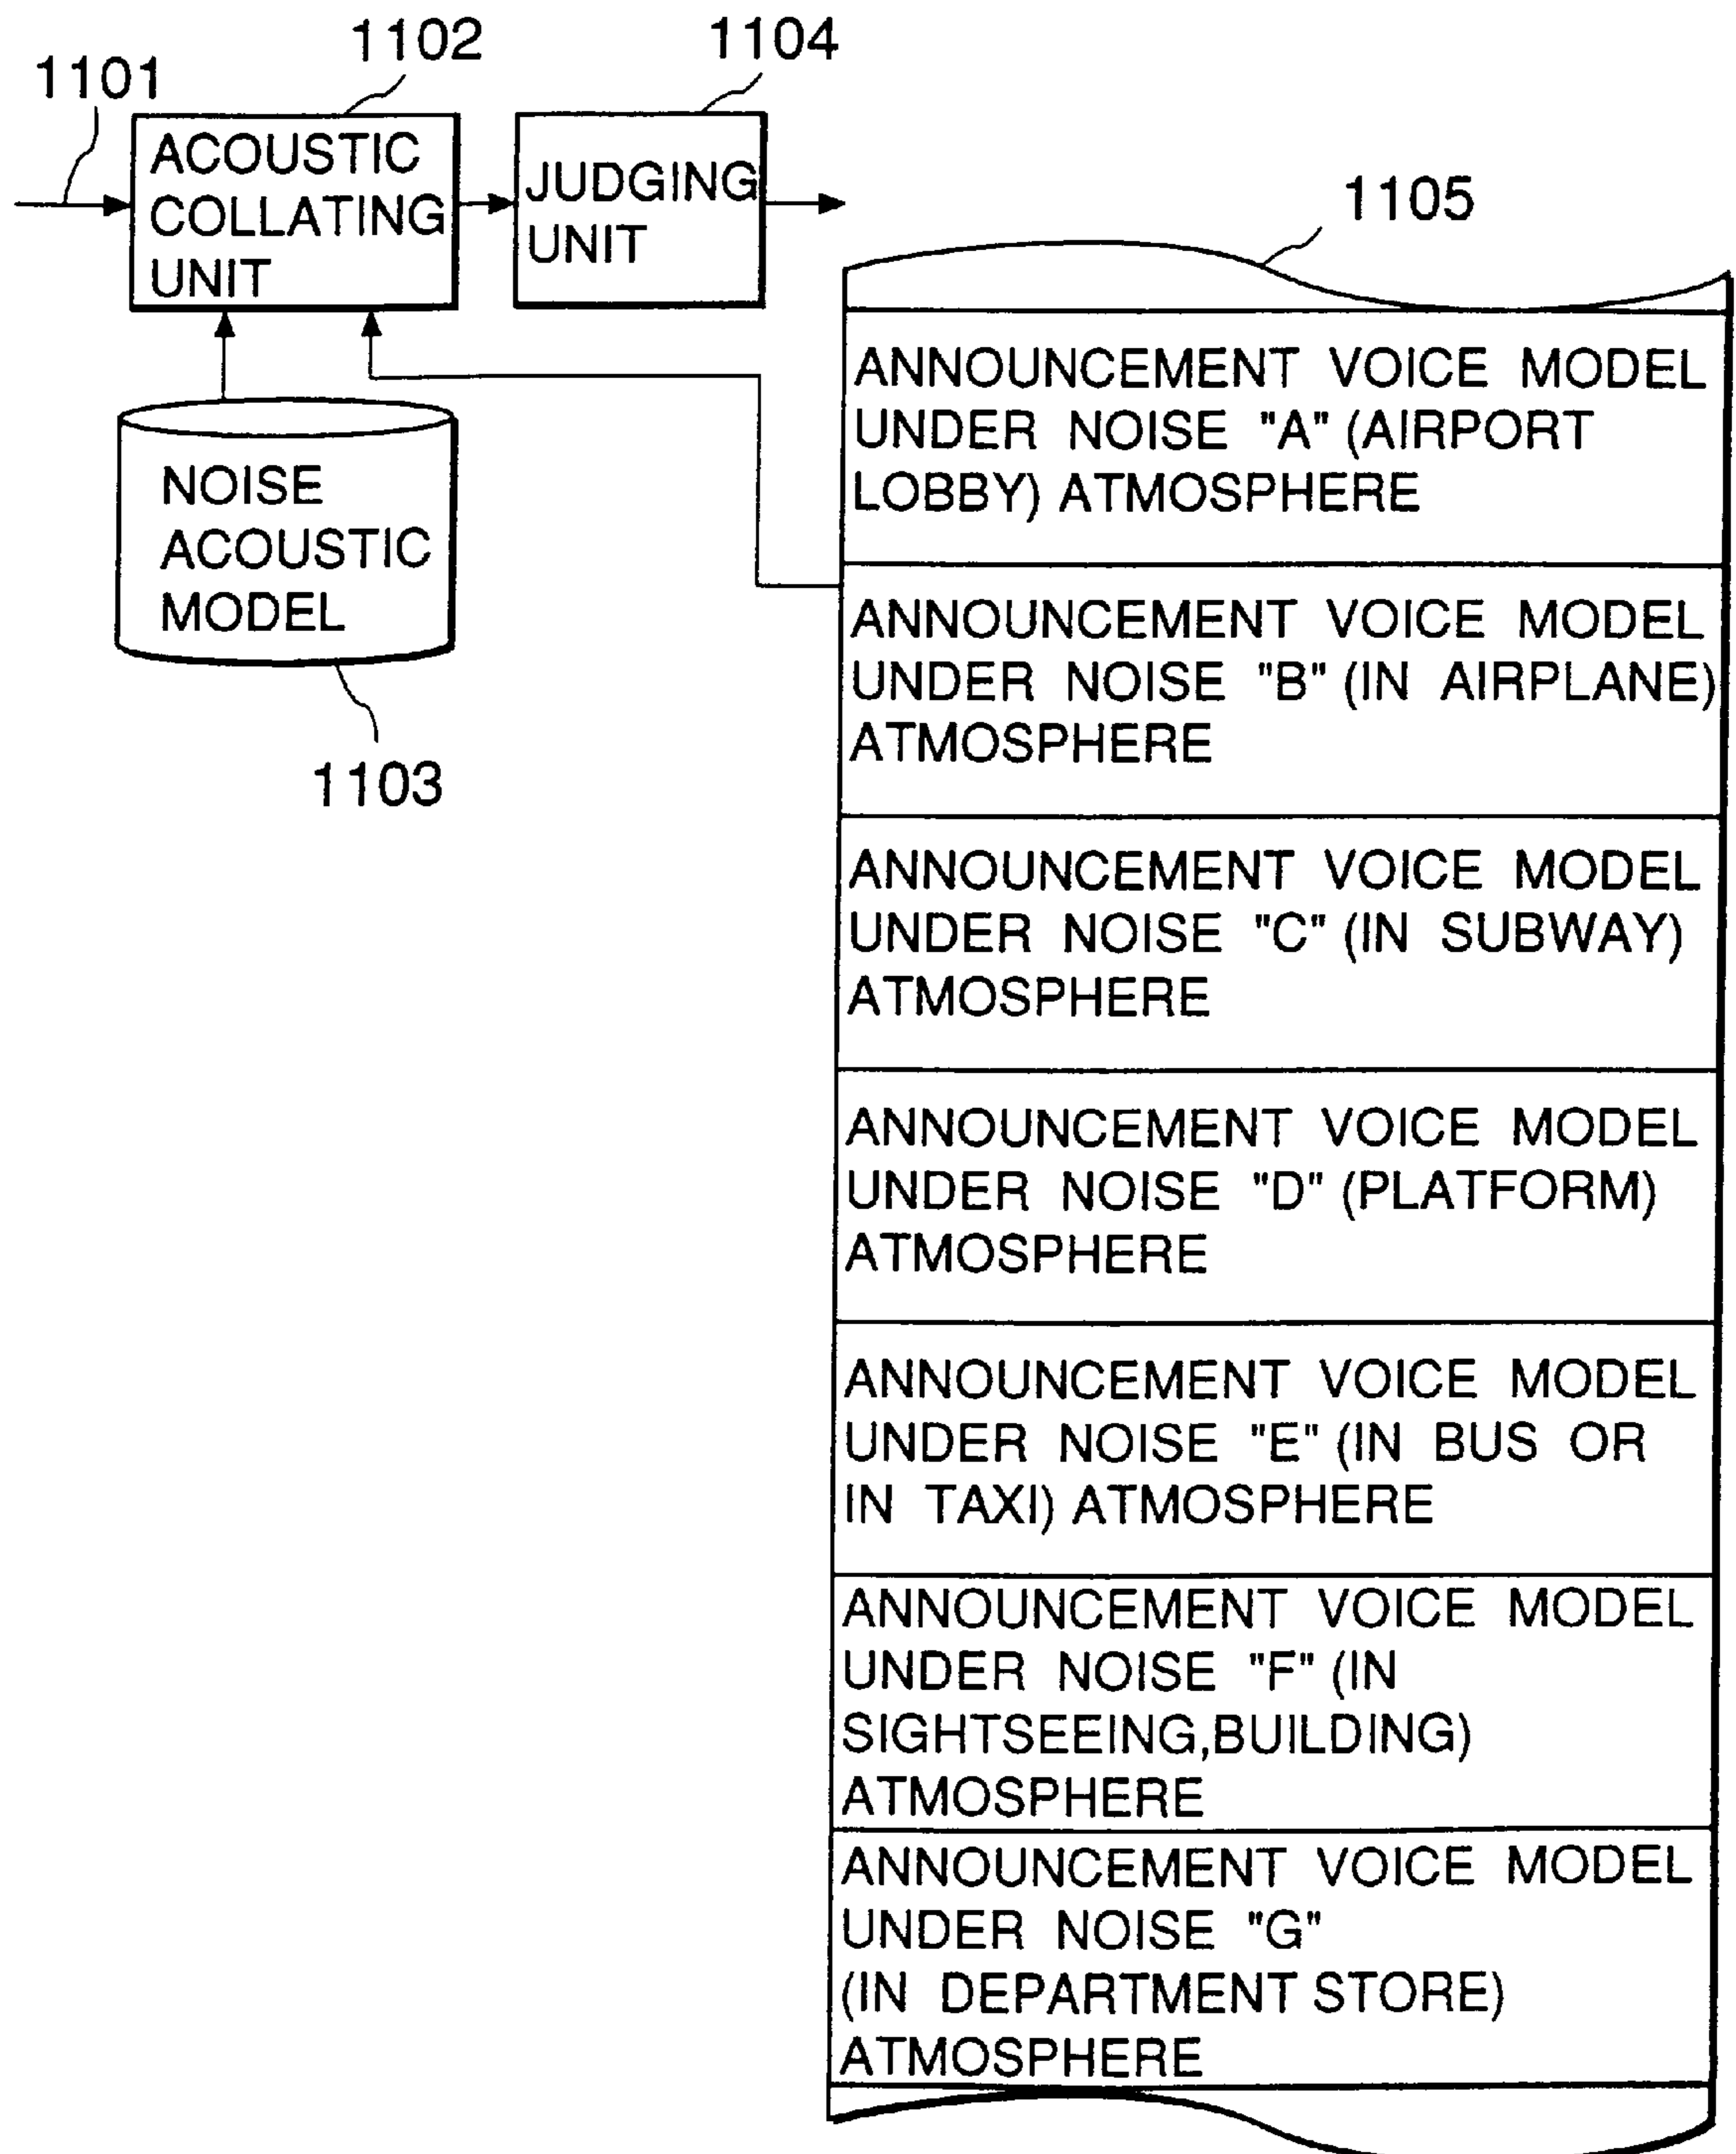 1102
1104
1101
ACOUSTIC
COLLATING
UNIT
JUDGING
UNIT
1105
NOISE
ACOUSTIC
MODEL
1103
ANNOUNCEMENT VOICE MODEL
UNDER NOISE "A" (AIRPORT
LOBBY) ATMOSPHERE
ANNOUNCEMENT VOICE MODEL
UNDER NOISE "B" (IN AIRPLANE)
ATMOSPHERE
ANNOUNCEMENT VOICE MODEL
UNDER NOISE "C" (IN SUBWAY)
ATMOSPHERE
ANNOUNCEMENT VOICE MODEL
UNDER NOISE "D" (PLATFORM)
ATMOSPHERE
ANNOUNCEMENT VOICE MODEL
UNDER NOISE "E" (IN BUS OR
IN TAXI) ATMOSPHERE
ANNOUNCEMENT VOICE MODEL
UNDER NOISE "F" (IN
SIGHTSEEING,BUILDING)
ATMOSPHERE
ANNOUNCEMENT VOICE MODEL
UNDER NOISE "G"
(IN DEPARTMENT STORE)
ATMOSPHERE